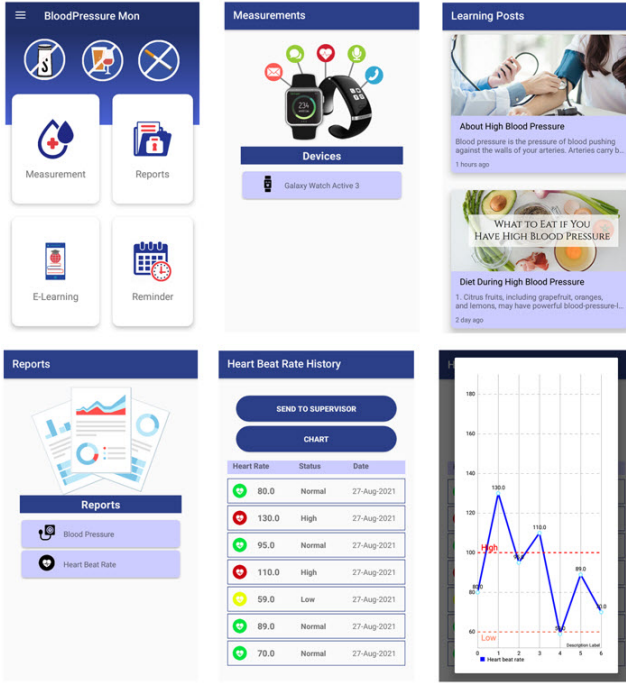 BloodPressure Mon
Measurement
Reports
E-Learning
Reminder
Measurements
234
Devices
Galaxy Watch Active 3
Learning Posts
About High Blood Pressure
Blood pressure is the pressure of blood pushing
against the walls of your arteries. Arteries carry b...
1 hours ago
WHAT TO EAT IF YOU
HAVE HIGH BLOOD PRESSURE
Diet During High Blood Pressure
1. Citrus fruits, including grapefruit, oranges,
and lemons, may have powerful blood-pressure-l...
2 day ago
Reports
Reports
Blood Pressure
Heart Beat Rate
Heart Beat Rate History
SEND TO SUPERVISOR
CHART
Heart Rate Status Date
80.0 Normal 27-Aug-2021
130.0 High 27-Aug-2021
95.0 Normal 27-Aug-2021
110.0 High 27-Aug-2021
59.0 Low 27-Aug-2021
89.0 Normal 27-Aug-2021
70.0 Normal 27-Aug-2021
H
180
160
140
130.0
120
110.0
100
High
89.0
80
60
Low
Description Label
0 1 2 3 4 5 6
Heart beat rate